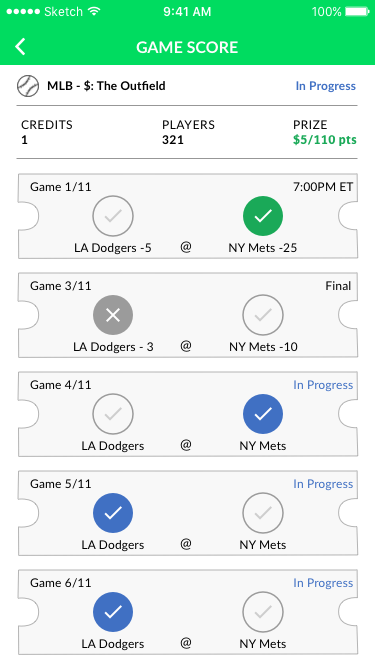 Sketch 9:41 AM 100%
GAME SCORE
MLB - $: The Outfield In Progress
CREDITS PLAYERS PRIZE
1 321 $5/110 pts
Game 1/11 7:00PM ET
LA Dodgers -5 @ NY Mets -25
Game 3/11 Final
LA Dodgers - 3 @ NY Mets -10
Game 4/11 In Progress
LA Dodgers @ NY Mets
Game 5/11 In Progress
LA Dodgers @ NY Mets
Game 6/11 In Progress
LA Dodgers @ NY Mets